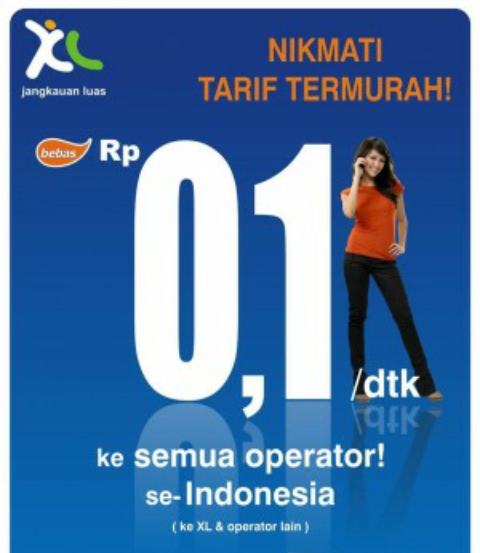 XL
jangkauan luas
NIKMATI
TARIF TERMURAH!
bebas Rp 0,1 /dtk
ke semua operator!
se-Indonesia
( ke XL & operator lain )